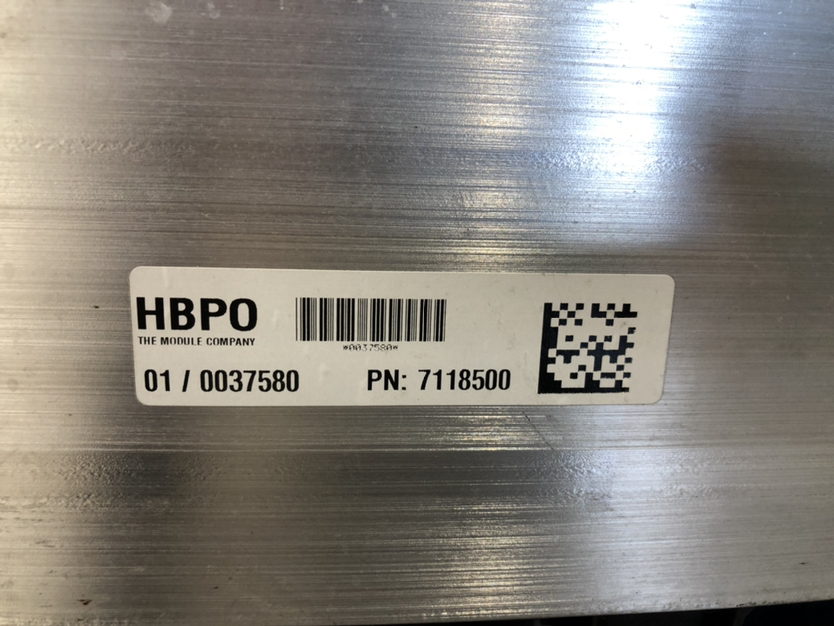 HBPO
THE MODULE COMPANY
*0037580*
01 / 0037580
PN: 7118500